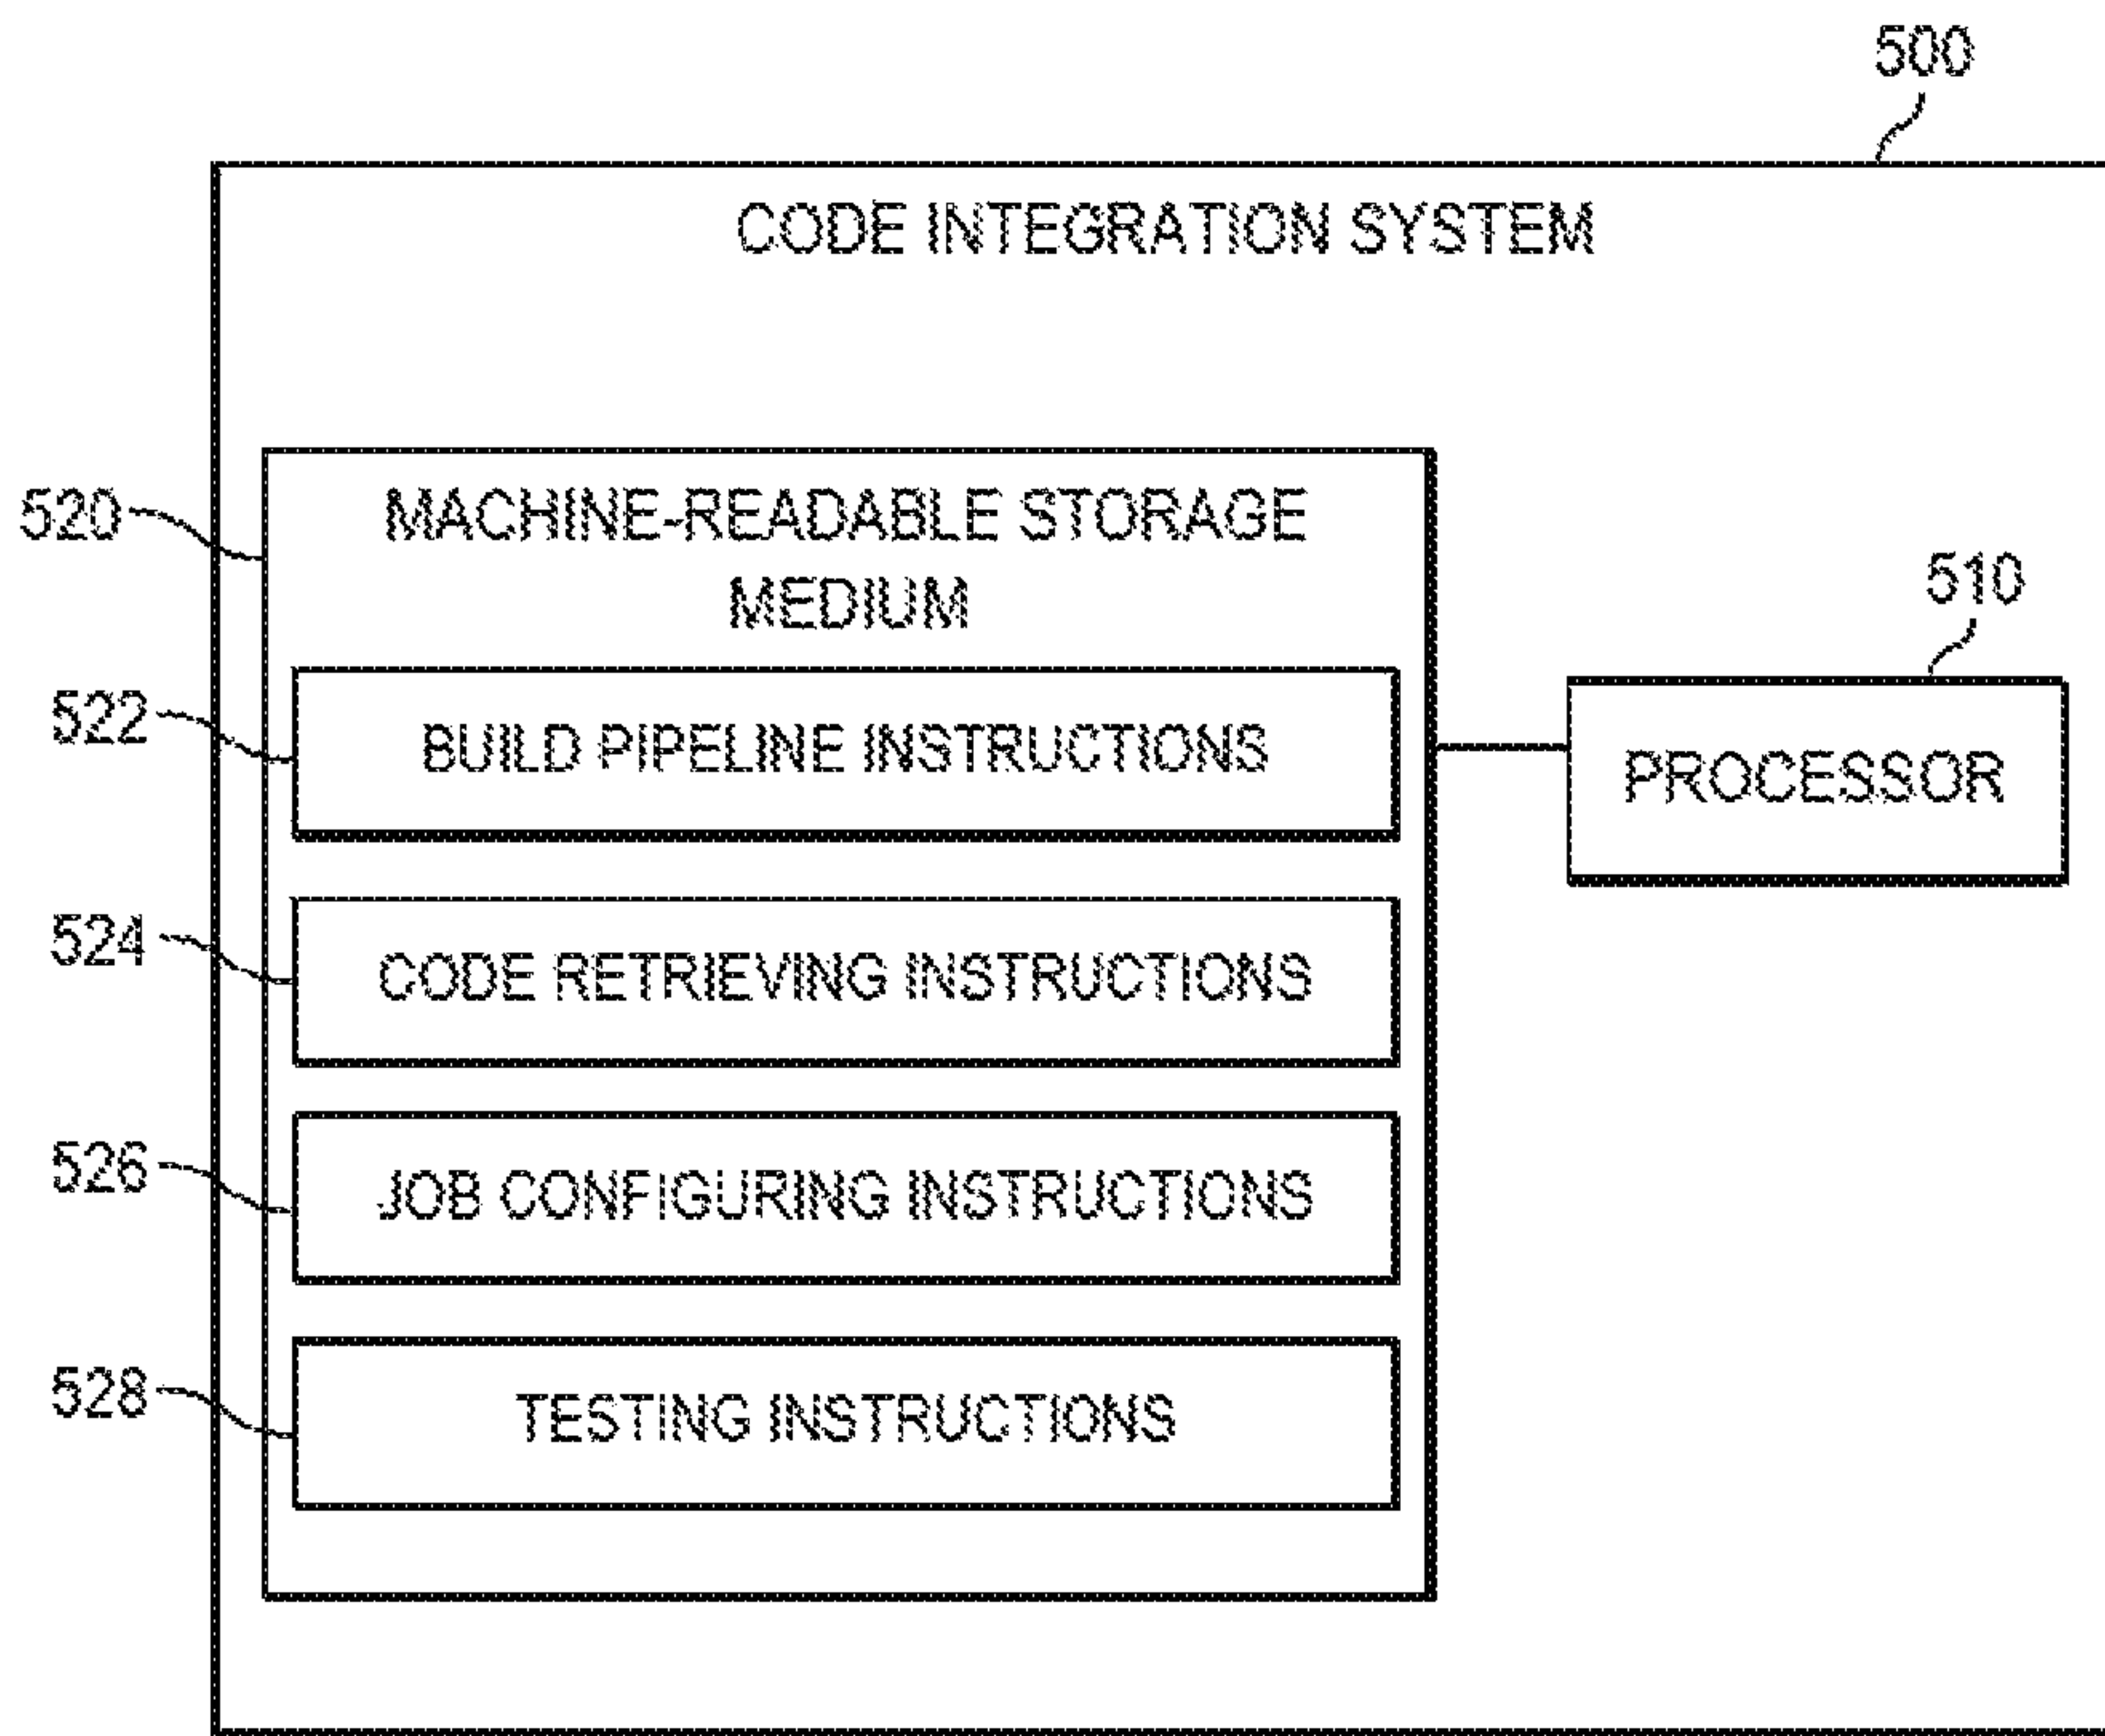 500
CODE INTEGRATION SYSTEM
520
MACHINE-READABLE STORAGE
MEDIUM
510
522
BUILD PIPELINE INSTRUCTIONS
PROCESSOR
524
CODE RETRIEVING INSTRUCTIONS
526
JOB CONFIGURING INSTRUCTIONS
528
TESTING INSTRUCTIONS